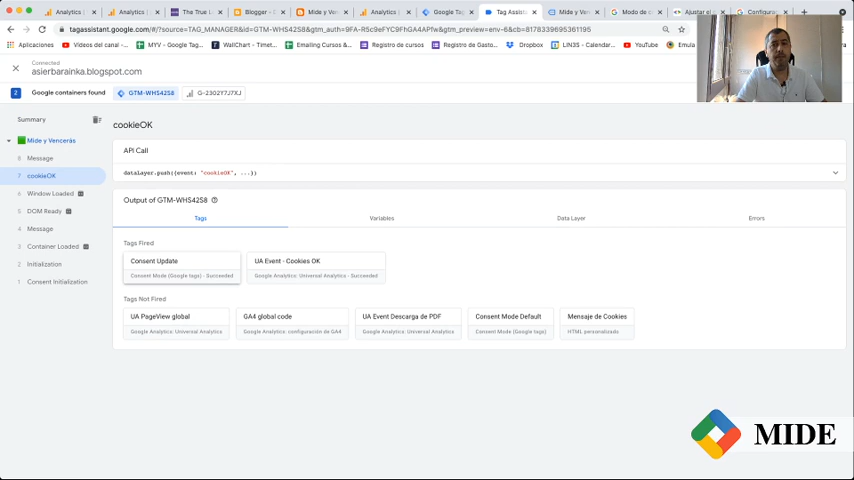 Analytics
Analytics
The True L
Blogger - C
Mide y Ven
Analytics
Google Tag
Tag Assist
Mide y Ven
Modo de
Ajustar el
Configurac
tagassistant.google.com/#/?source=TAG_MANAGER&id=GTM-WHS42S8&gtm_auth=9FA-RSc9eFYC9FhGA4APfw&gtm_preview=env-6&cb=8178339695361195
Aplicaciones
Vídeos del canal -...
MYV - Google Tag...
WallChart - Timet...
Emailing Cursos &...
Registro de cursos
Registro de Gasto...
Dropbox
LIN3S - Calendar...
YouTube
Emula
Connected
asierbarainka.blogspot.com
2 Google containers found
GTM-WHS42S8
G-2302Y7J7XJ
Summary
Mide y Vencerás
8 Message
7 cookieOK
6 Window Loaded
5 DOM Ready
4 Message
3 Container Loaded
2 Initialization
1 Consent Initialization
cookieOK
API Call
dataLayer.push({event: "cookieOK", ...})
Output of GTM-WHS42S8
Tags
Variables
Data Layer
Errors
Tags Fired
Consent Update
Consent Mode (Google tags) - Succeeded
UA Event - Cookies OK
Google Analytics: Universal Analytics - Succeeded
Tags Not Fired
UA PageView global
Google Analytics: Universal Analytics
GA4 global code
Google Analytics: configuración de GA4
UA Event Descarga de PDF
Google Analytics: Universal Analytics
Consent Mode Default
Consent Mode (Google tags)
Mensaje de Cookies
HTML personalizado
MIDE